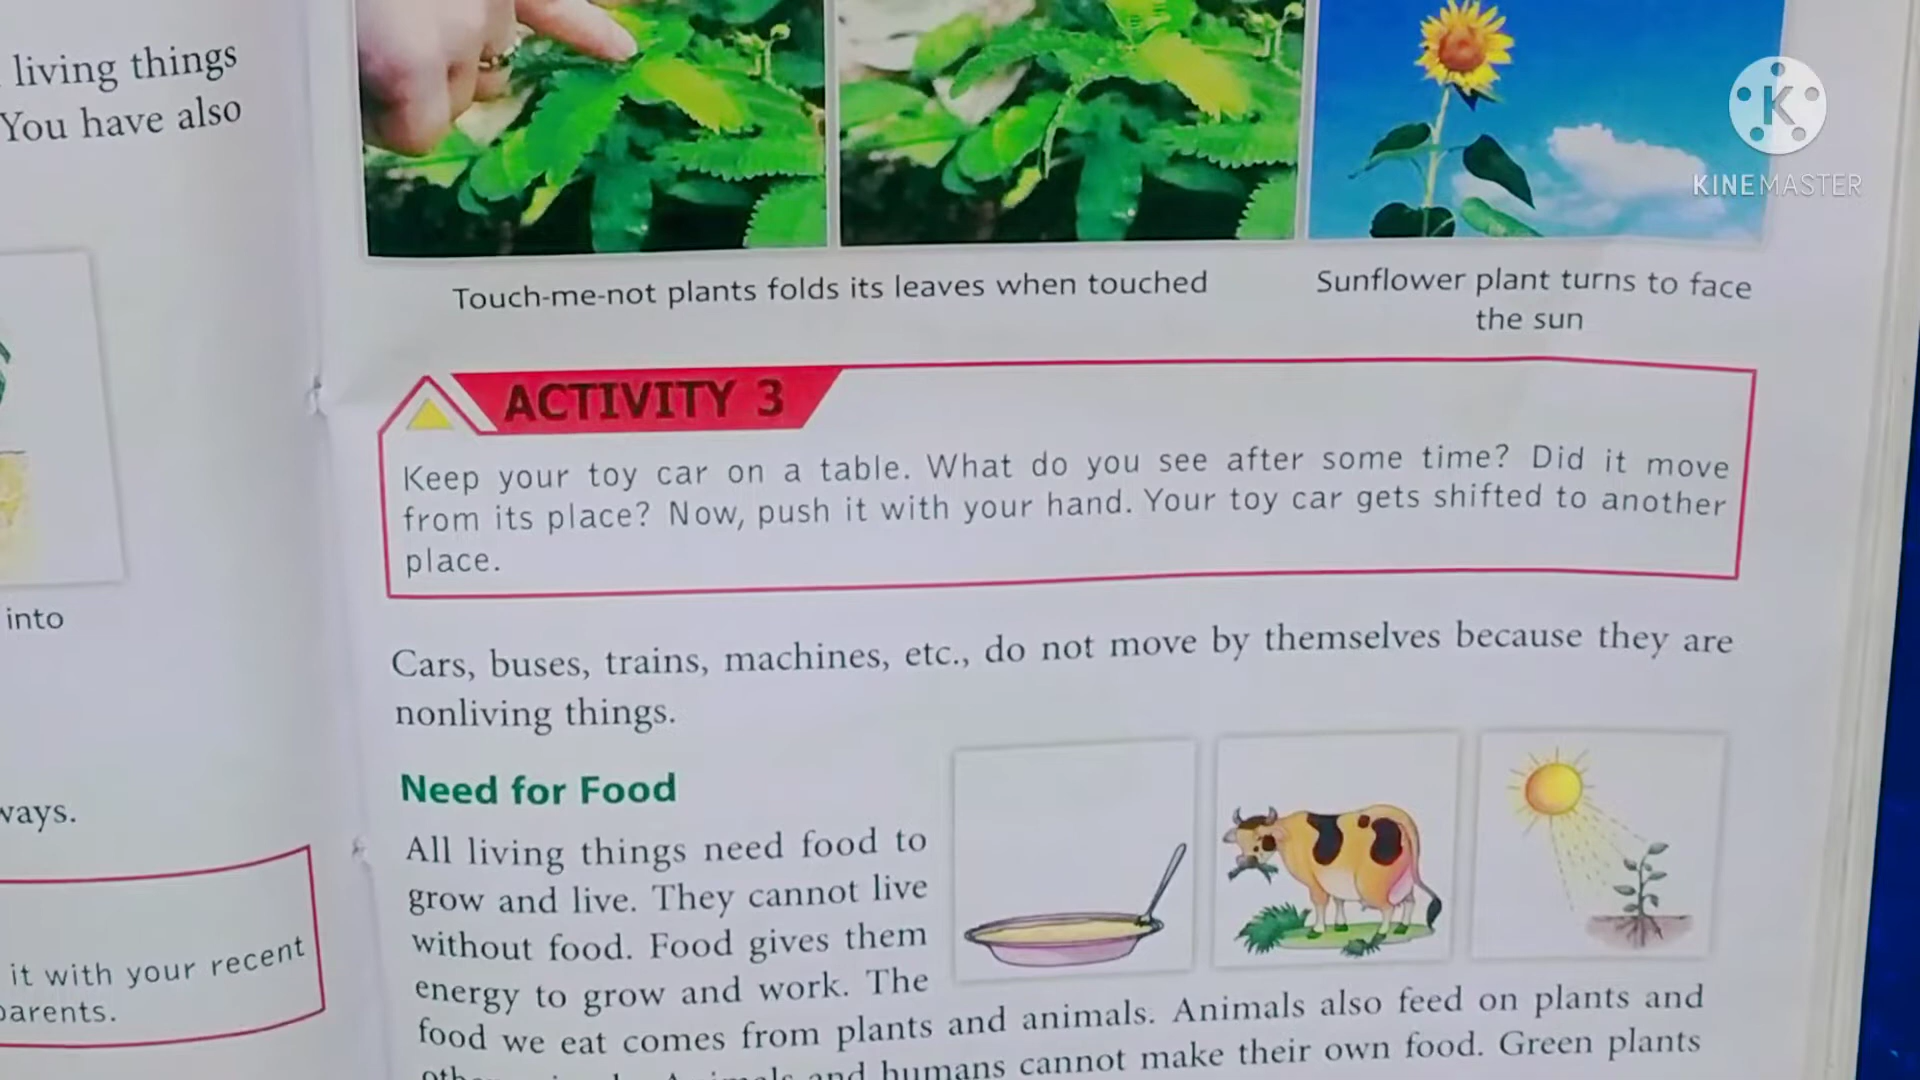 living things
You have also
into
ways.
it with your recent
parents.
KINEMASTER
Touch-me-not plants folds its leaves when touched
Sunflower plant turns to face
the sun
ACTIVITY 3
Keep your toy car on a table. What do you see after some time? Did it move
from its place? Now, push it with your hand. Your toy car gets shifted to another
place.
Cars, buses, trains, machines, etc., do not move by themselves because they are
nonliving things.
Need for Food
All living things need food to
grow and live. They cannot live
without food. Food gives them
energy to grow and work. The
food we eat comes from plants and animals. Animals also feed on plants and
and humans cannot make their own food. Green plants